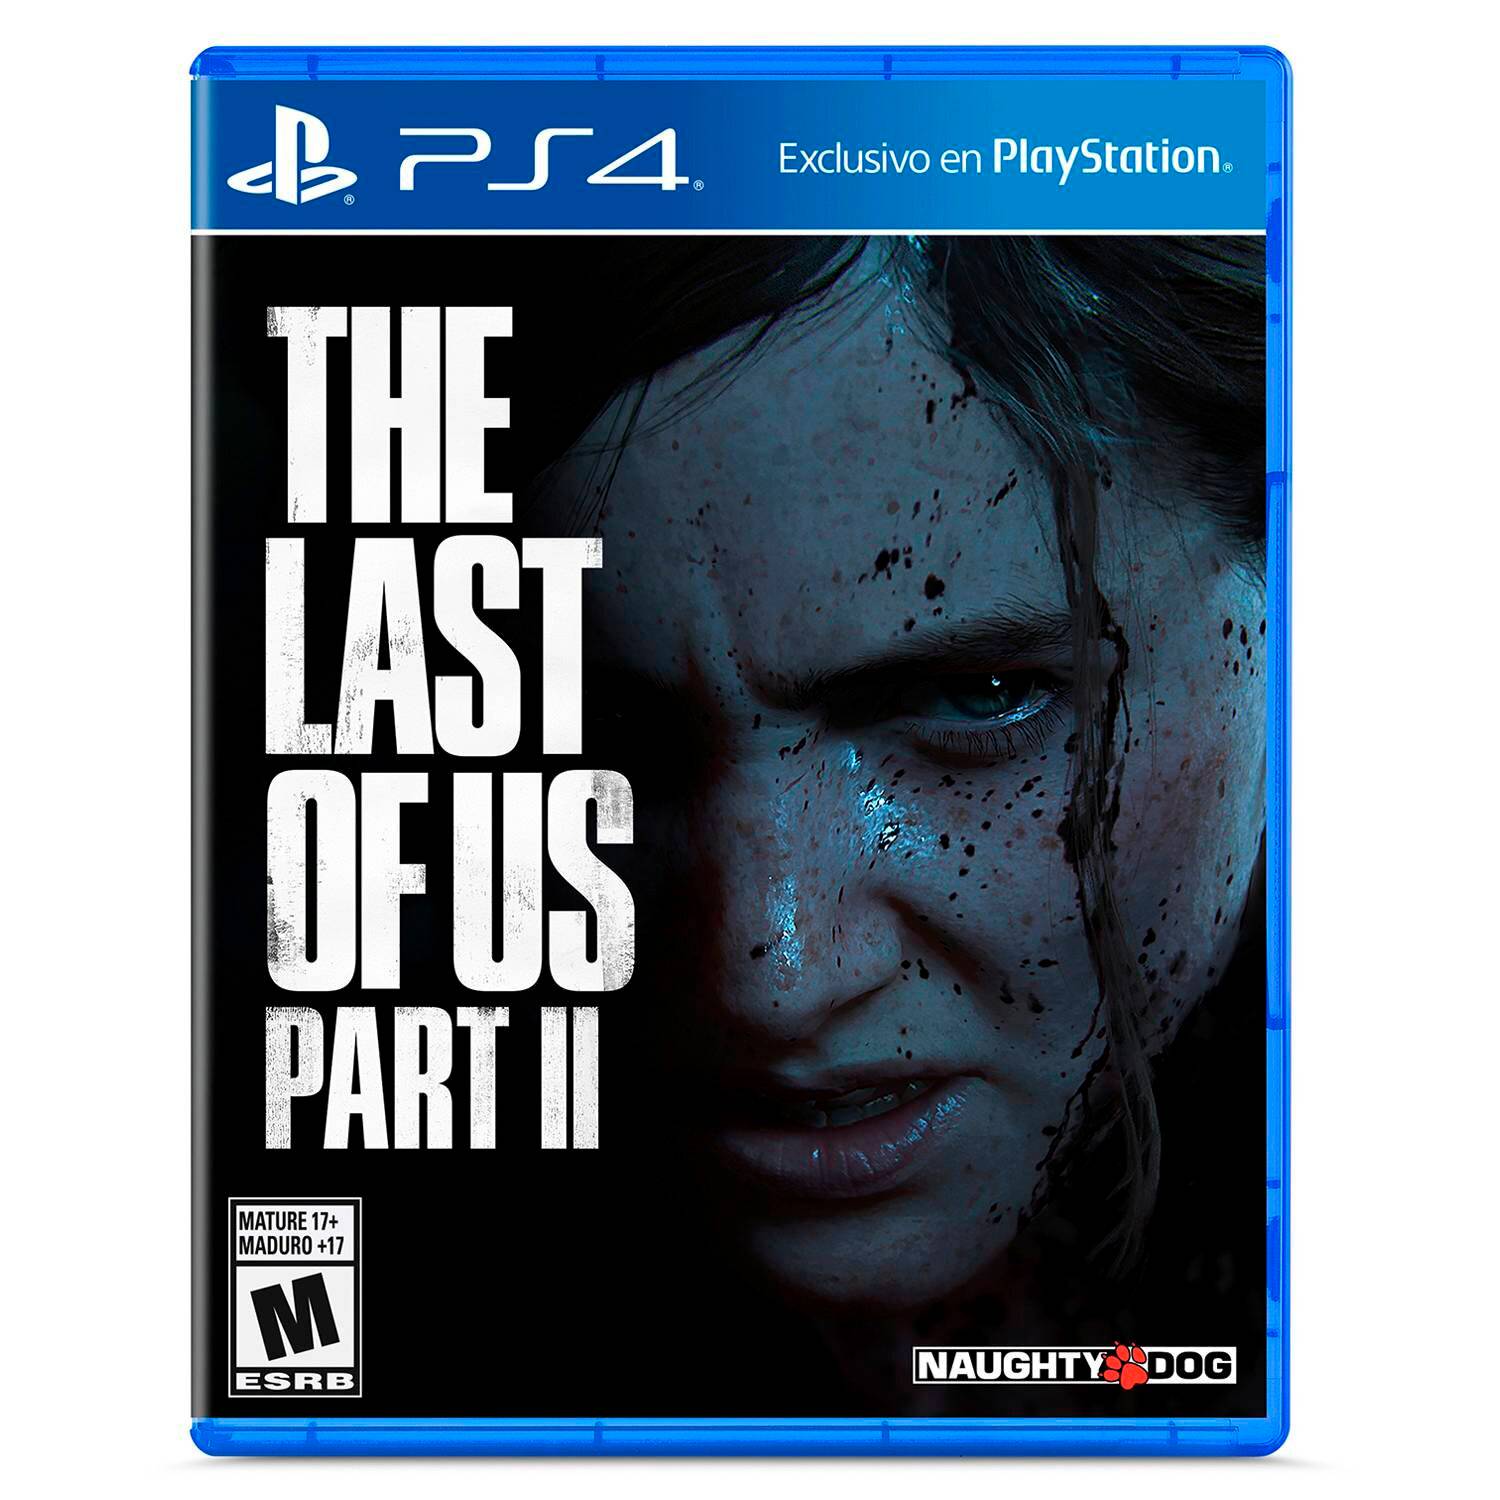 PS4®
Exclusivo en PlayStation®
THE
LAST
OF US
PART II
MATURE 17+
MADURO +17
M
ESRB
NAUGHTY DOG